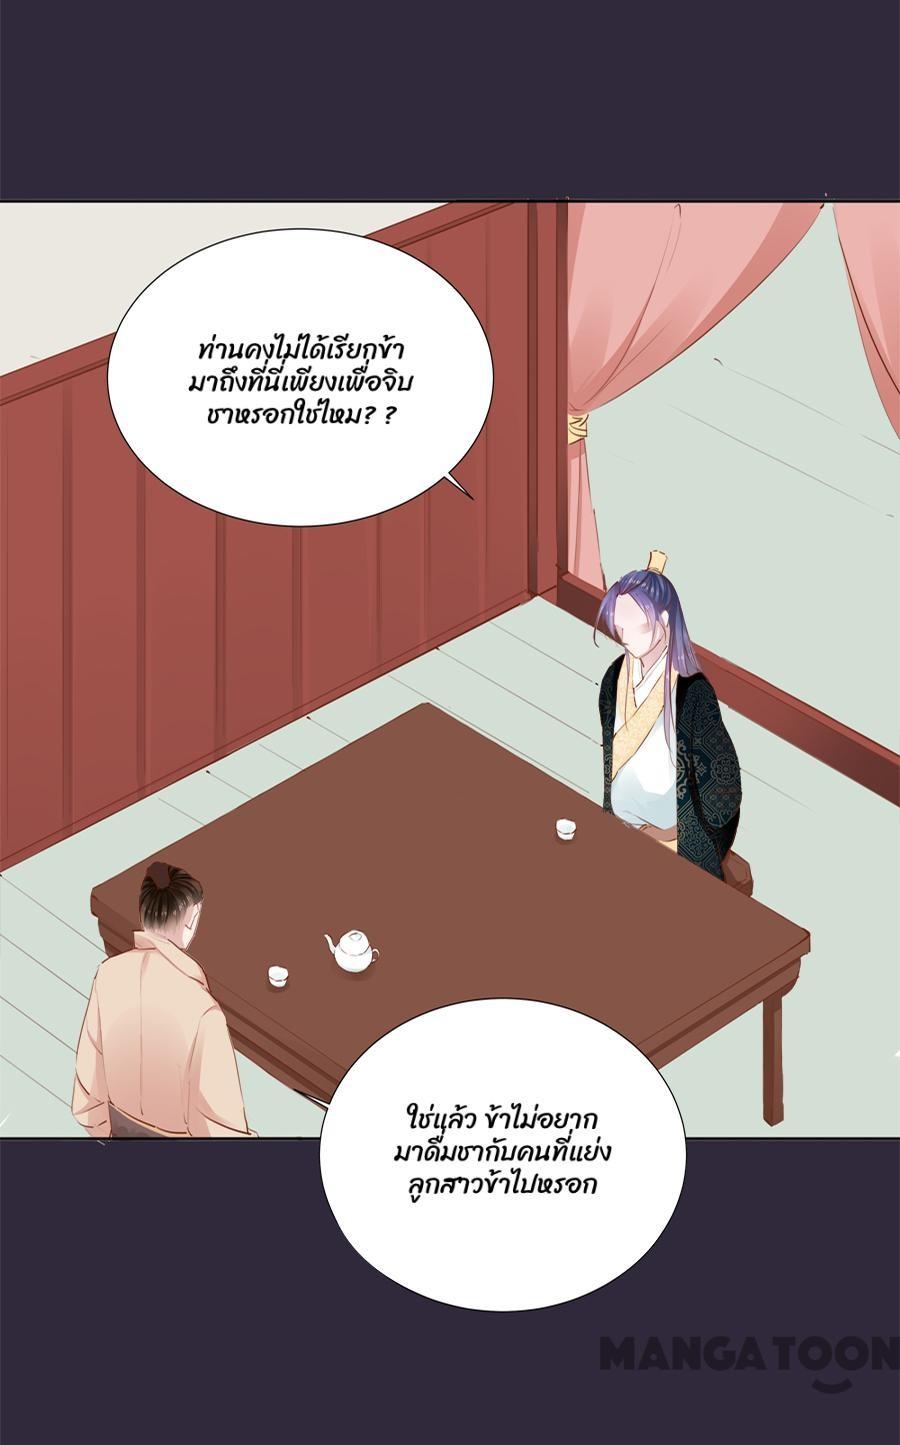 ท่านคงไม่ได้เรียกข้า
มาถึงที่นี่เพียงเพื่อจิบ
ชาหรอกใช่ไหม? ?
ใช่แล้ว ข้าไม่อยาก
มาดื่มชากับคนที่แย่ง
ลูกสาวข้าไปหรอก
MANGATOON